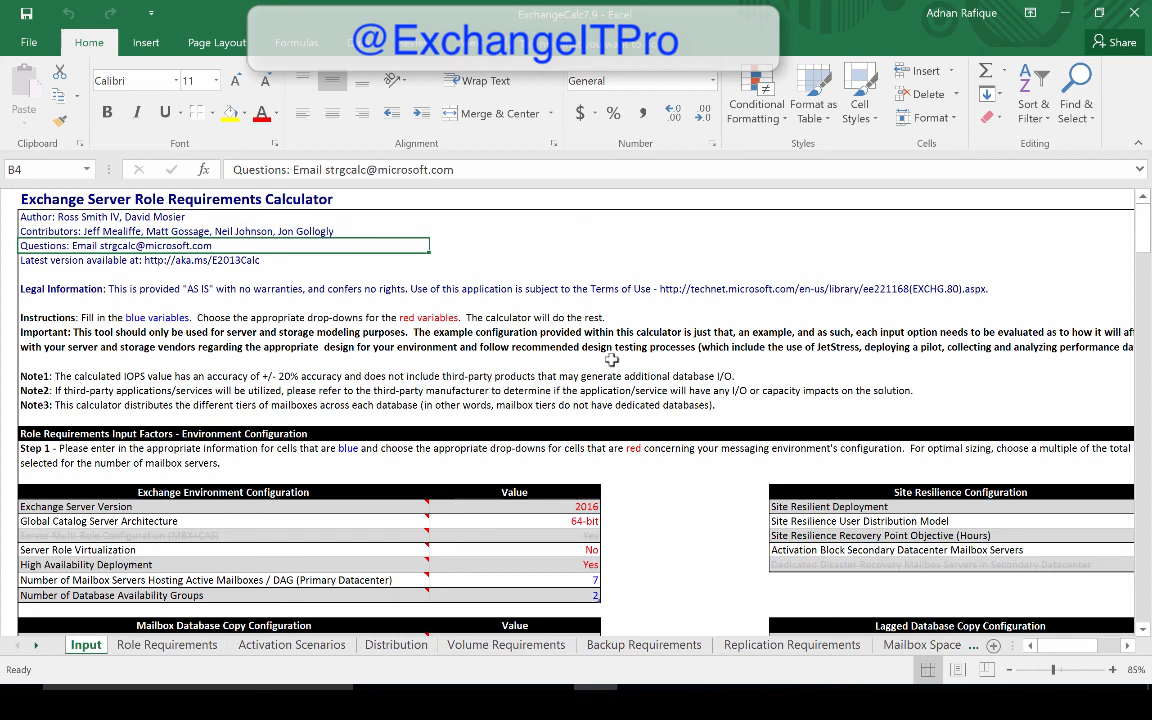 ExchangeCalc7.9 - Excel
Adnan Rafique
@ExchangeITPro
File
Home
Insert
Page Layout
Formulas
Share
Paste
Clipboard
Calibri
11
Font
Wrap Text
Merge & Center
Alignment
General
Number
Conditional Formatting
Format as Table
Cell Styles
Styles
Insert
Delete
Format
Cells
Sort & Filter
Find & Select
Editing
B4
Questions: Email strgcalc@microsoft.com
Exchange Server Role Requirements Calculator
Author: Ross Smith IV, David Mosier
Contributors: Jeff Mealiffe, Matt Gossage, Neil Johnson, Jon Gollogly
Questions: Email strgcalc@microsoft.com
Latest version available at: http://aka.ms/E2013Calc
Legal Information: This is provided "AS IS" with no warranties, and confers no rights. Use of this application is subject to the Terms of Use - http://technet.microsoft.com/en-us/library/ee221168(EXCHG.80).aspx.
Instructions: Fill in the blue variables. Choose the appropriate drop-downs for the red variables. The calculator will do the rest.
Important: This tool should only be used for server and storage modeling purposes. The example configuration provided within this calculator is just that, an example, and as such, each input option needs to be evaluated as to how it will aff
with your server and storage vendors regarding the appropriate design for your environment and follow recommended design testing processes (which include the use of JetStress, deploying a pilot, collecting and analyzing performance da
Note1: The calculated IOPS value has an accuracy of +/- 20% accuracy and does not include third-party products that may generate additional database I/O.
Note2: If third-party applications/services will be utilized, please refer to the third-party manufacturer to determine if the application/service will have any I/O or capacity impacts on the solution.
Note3: This calculator distributes the different tiers of mailboxes across each database (in other words, mailbox tiers do not have dedicated databases).
Role Requirements Input Factors - Environment Configuration
Step 1 - Please enter in the appropriate information for cells that are blue and choose the appropriate drop-downs for cells that are red concerning your messaging environment's configuration. For optimal sizing, choose a multiple of the total
selected for the number of mailbox servers.
Exchange Environment Configuration Value
Exchange Server Version 2016
Global Catalog Server Architecture 64-bit
Server Multi-Role Configuration (MBX+CAS) Yes
Server Role Virtualization No
High Availability Deployment Yes
Number of Mailbox Servers Hosting Active Mailboxes / DAG (Primary Datacenter) 7
Number of Database Availability Groups 2
Site Resilience Configuration
Site Resilient Deployment
Site Resilience User Distribution Model
Site Resilience Recovery Point Objective (Hours)
Activation Block Secondary Datacenter Mailbox Servers
Dedicated Disaster Recovery Mailbox Servers in Secondary Datacenter
Mailbox Database Copy Configuration Value
Lagged Database Copy Configuration
Input
Role Requirements
Activation Scenarios
Distribution
Volume Requirements
Backup Requirements
Replication Requirements
Mailbox Space ...
Ready
85%